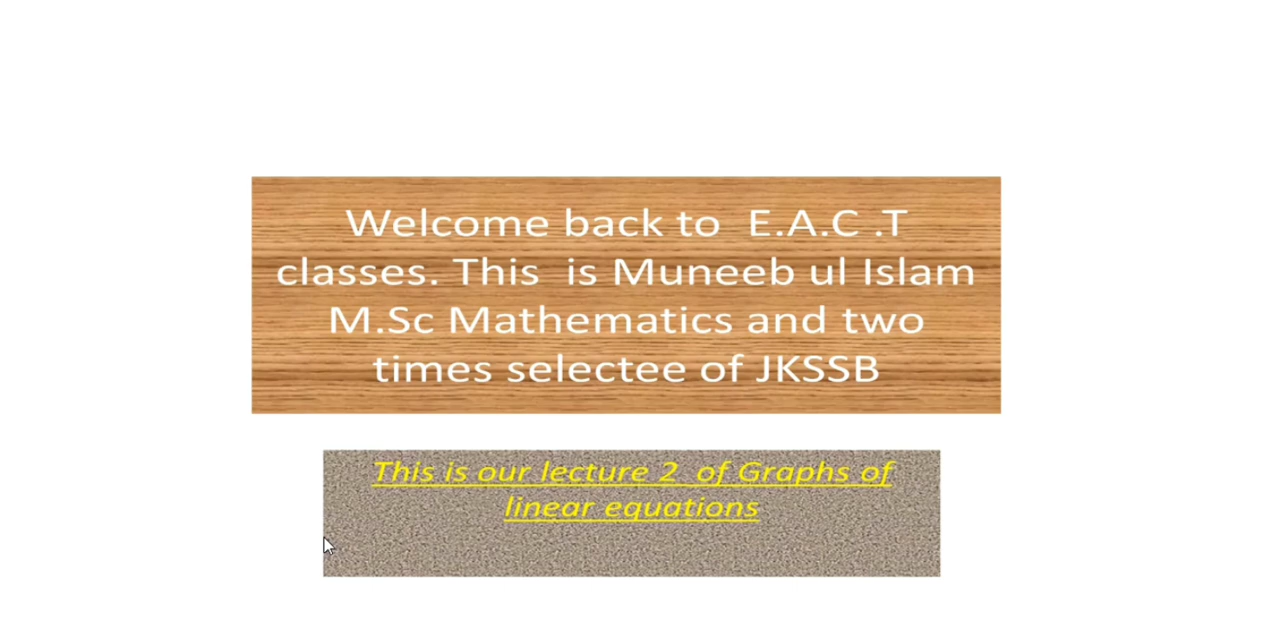 Welcome back to E.A.C .T
classes. This is Muneeb ul Islam
M.Sc Mathematics and two
times selectee of JKSSB
This is our lecture 2 of Graphs of
linear equations